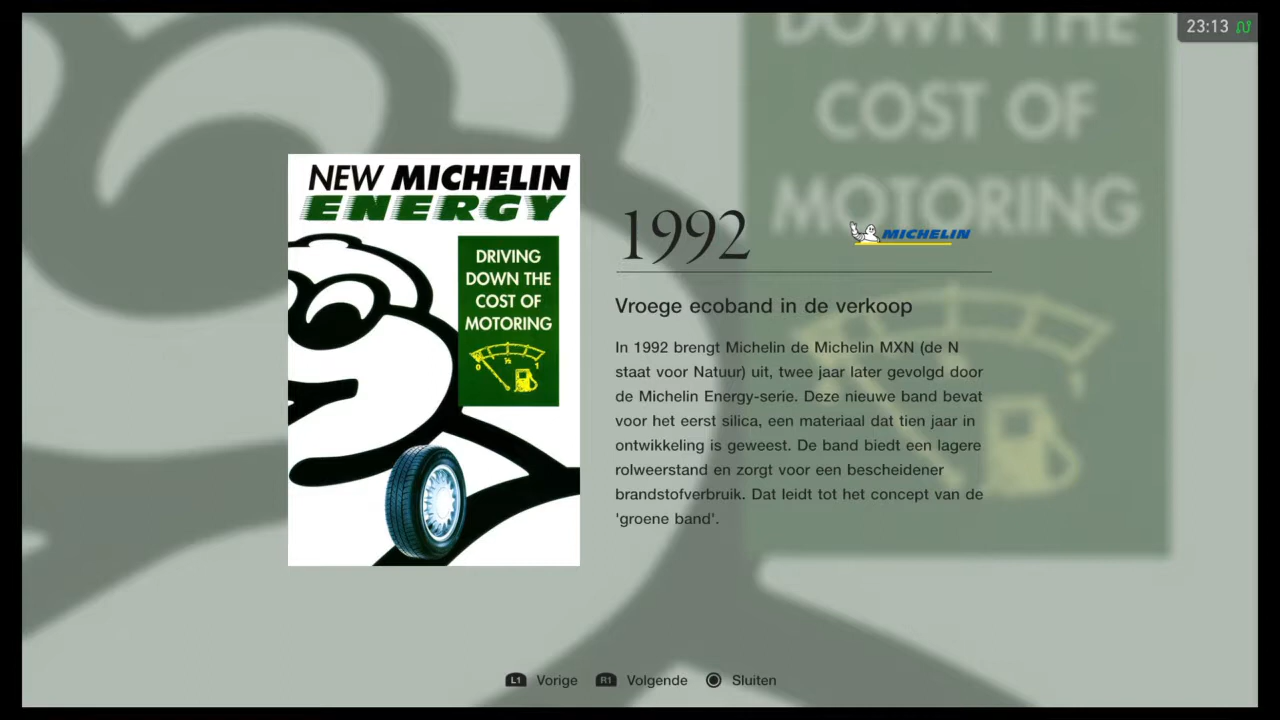 23:13
DOWN THE
COST OF
MOTORING
NEW MICHELIN
ENERGY
DRIVING
DOWN THE
COST OF
MOTORING
0 ½ 1
1992
MICHELIN
Vroege ecoband in de verkoop
In 1992 brengt Michelin de Michelin MXN (de N
staat voor Natuur) uit, twee jaar later gevolgd door
de Michelin Energy-serie. Deze nieuwe band bevat
voor het eerst silica, een materiaal dat tien jaar in
ontwikkeling is geweest. De band biedt een lagere
rolweerstand en zorgt voor een bescheidener
brandstofverbruik. Dat leidt tot het concept van de
'groene band'.
L1 Vorige R1 Volgende Sluiten